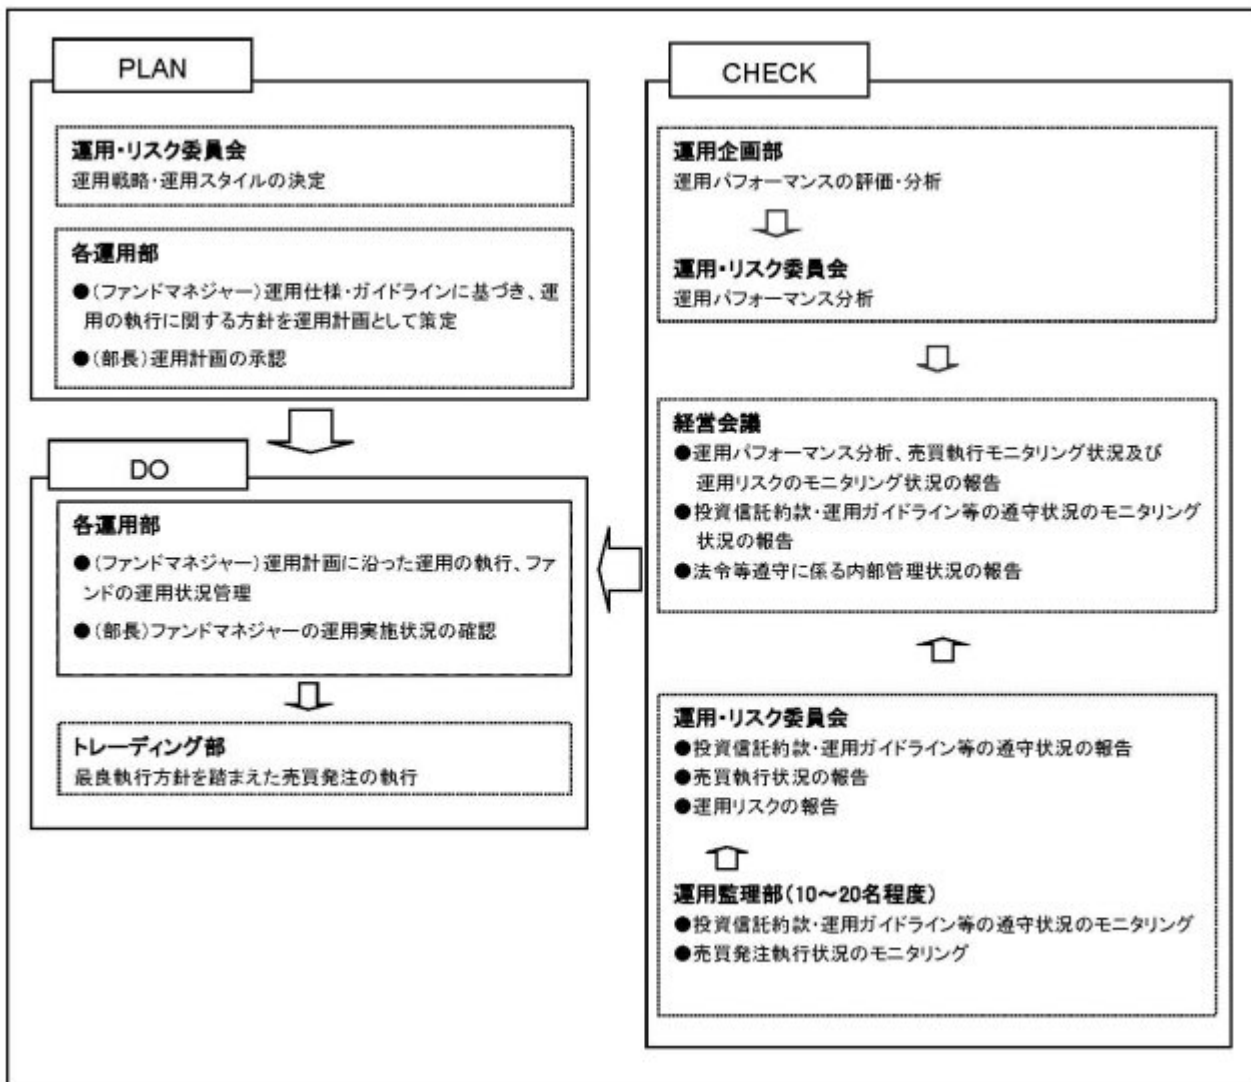 PLAN
運用・リスク委員会
運用戦略・運用スタイルの決定
各運用部
●(ファンドマネジャー)運用仕様・ガイドラインに基づき、運
用の執行に関する方針を運用計画として策定
●(部長)運用計画の承認
DO
各運用部
●(ファンドマネジャー)運用計画に沿った運用の執行、ファ
ンドの運用状況管理
●(部長)ファンドマネジャーの運用実施状況の確認
トレーディング部
最良執行方針を踏まえた売買発注の執行
CHECK
運用企画部
運用パフォーマンスの評価・分析
運用・リスク委員会
運用パフォーマンス分析
経営会議
●運用パフォーマンス分析、売買執行モニタリング状況及び
運用リスクのモニタリング状況の報告
●投資信託約款・運用ガイドライン等の遵守状況のモニタリング
状況の報告
●法令等遵守に係る内部管理状況の報告
運用・リスク委員会
●投資信託約款・運用ガイドライン等の遵守状況の報告
●売買執行状況の報告
●運用リスクの報告
運用監理部(10~20名程度)
●投資信託約款・運用ガイドライン等の遵守状況のモニタリング
●売買発注執行状況のモニタリング